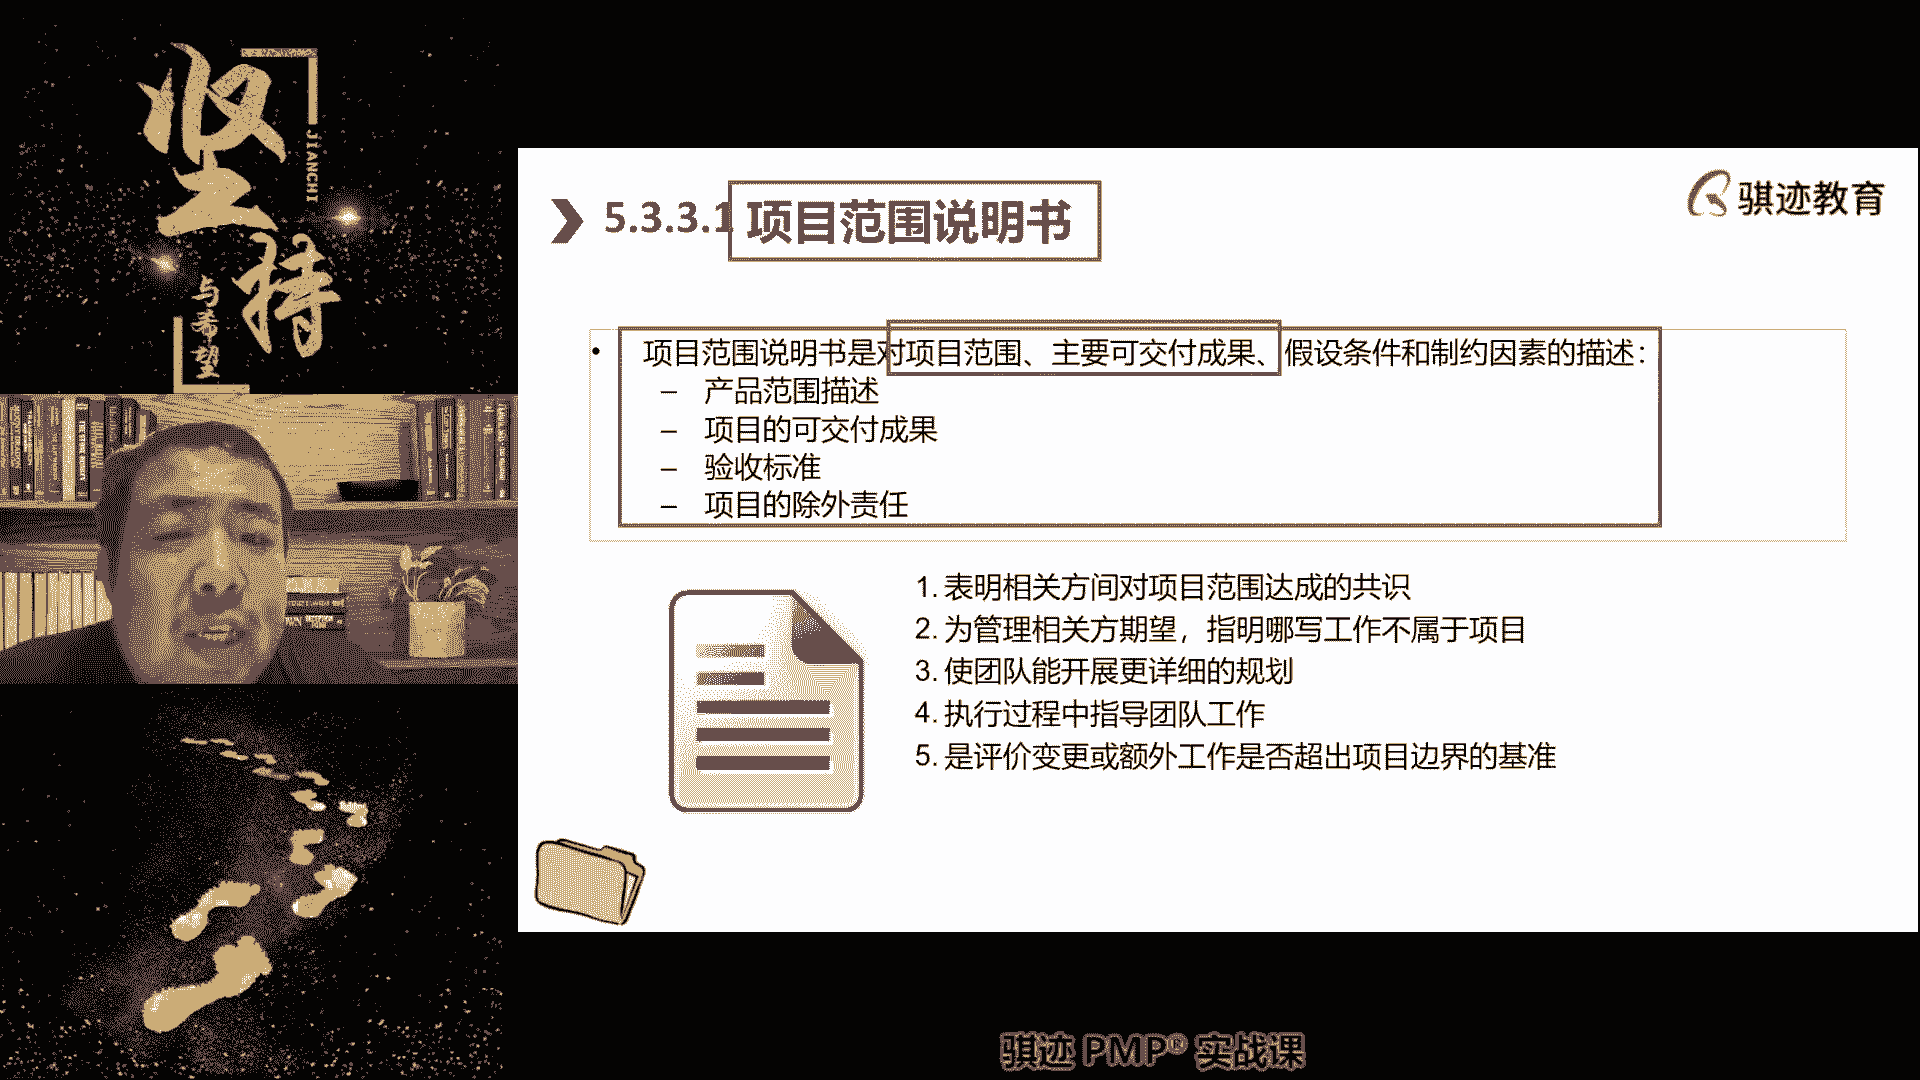 坚持
JIANCHI
与希望
5.3.3.1 项目范围说明书
骐迹教育
• 项目范围说明书是对项目范围、主要可交付成果、假设条件和制约因素的描述：
– 产品范围描述
– 项目的可交付成果
– 验收标准
– 项目的除外责任
1. 表明相关方间对项目范围达成的共识
2. 为管理相关方期望，指明哪写工作不属于项目
3. 使团队能开展更详细的规划
4. 执行过程中指导团队工作
5. 是评价变更或额外工作是否超出项目边界的基准
骐迹 PMP® 实战课